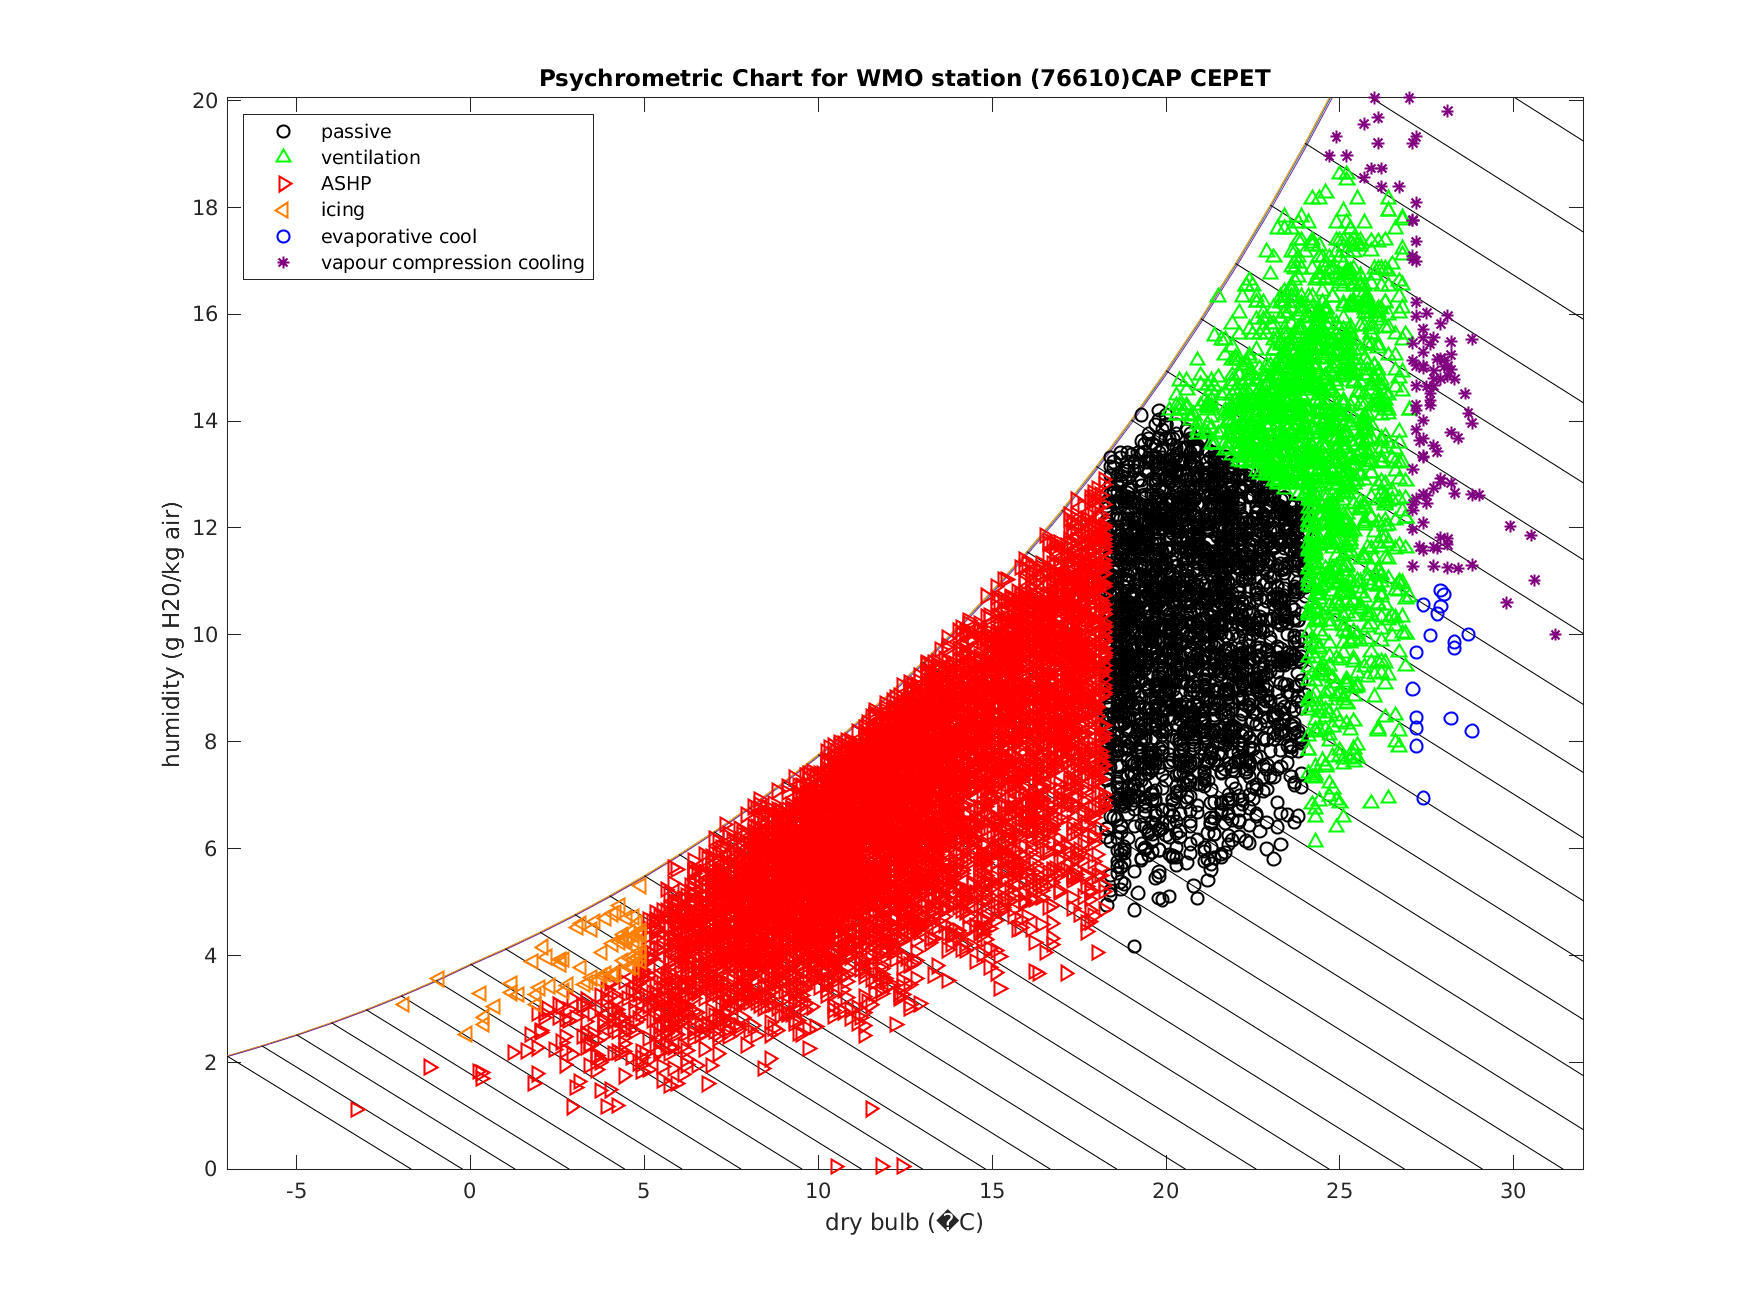 Psychrometric Chart for WMO station (76610)CAP CEPET
passive
ventilation
ASHP
icing
evaporative cool
vapour compression cooling
humidity (g H20/kg air)
20
18
16
14
12
10
8
6
4
2
0
-5
0
5
10
15
20
25
30
dry bulb (�C)